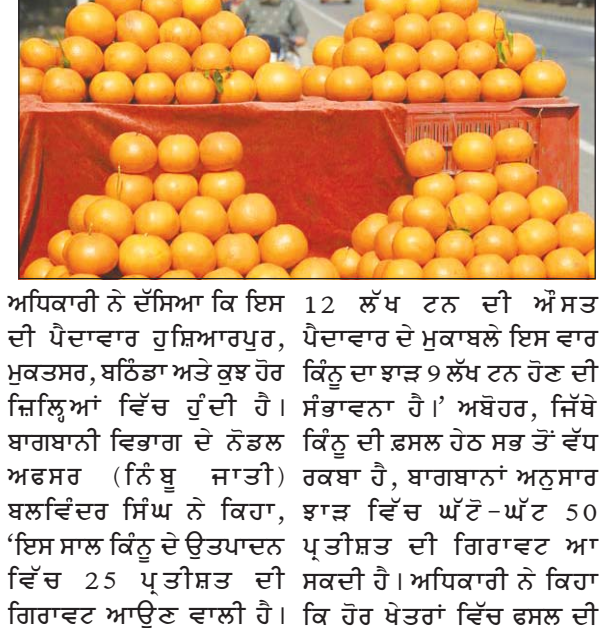 ਅਧਿਕਾਰੀ ਨੇ ਦੱਸਿਆ ਕਿ ਇਸ
ਦੀ ਪੈਦਾਵਾਰ ਹੁਸ਼ਿਆਰਪੁਰ,
ਮੁਕਤਸਰ, ਬਠਿੰਡਾ ਅਤੇ ਕੁਝ ਹੋਰ
ਜ਼ਿਲ੍ਹਿਆਂ ਵਿੱਚ ਹੁੰਦੀ ਹੈ।
ਬਾਗਬਾਨੀ ਵਿਭਾਗ ਦੇ ਨੋਡਲ
ਅਫਸਰ (ਨਿੰਬੂ ਜਾਤੀ)
ਬਲਵਿੰਦਰ ਸਿੰਘ ਨੇ ਕਿਹਾ,
‘ਇਸ ਸਾਲ ਕਿੰਨੂ ਦੇ ਉਤਪਾਦਨ
ਵਿੱਚ 25 ਪ੍ਰਤੀਸ਼ਤ ਦੀ
ਗਿਰਾਵਟ ਆਉਣ ਵਾਲੀ ਹੈ।
12 ਲੱਖ ਟਨ ਦੀ ਔਸਤ
ਪੈਦਾਵਾਰ ਦੇ ਮੁਕਾਬਲੇ ਇਸ ਵਾਰ
ਕਿੰਨੂ ਦਾ ਝਾੜ 9 ਲੱਖ ਟਨ ਹੋਣ ਦੀ
ਸੰਭਾਵਨਾ ਹੈ।’ ਅਬੋਹਰ, ਜਿੱਥੇ
ਕਿੰਨੂ ਦੀ ਫ਼ਸਲ ਹੇਠ ਸਭ ਤੋਂ ਵੱਧ
ਰਕਬਾ ਹੈ, ਬਾਗਬਾਨਾਂ ਅਨੁਸਾਰ
ਝਾੜ ਵਿੱਚ ਘੱਟੋ-ਘੱਟ 50
ਪ੍ਰਤੀਸ਼ਤ ਦੀ ਗਿਰਾਵਟ ਆ
ਸਕਦੀ ਹੈ। ਅਧਿਕਾਰੀ ਨੇ ਕਿਹਾ
ਕਿ ਹੋਰ ਖੇਤਰਾਂ ਵਿੱਚ ਫਸਲ ਦੀ